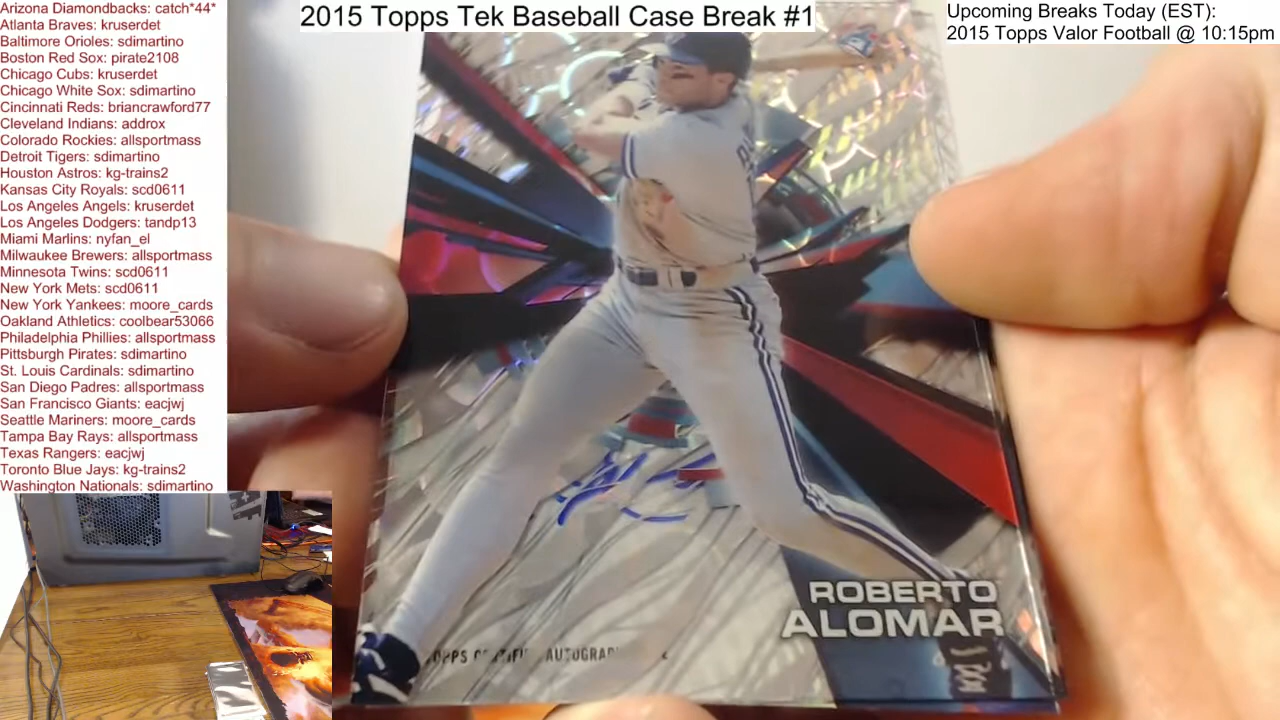 Arizona Diamondbacks: catch*44*
Atlanta Braves: kruserdet
Baltimore Orioles: sdimartino
Boston Red Sox: pirate2108
Chicago Cubs: kruserdet
Chicago White Sox: sdimartino
Cincinnati Reds: briancrawford77
Cleveland Indians: addrox
Colorado Rockies: allsportmass
Detroit Tigers: sdimartino
Houston Astros: kg-trains2
Kansas City Royals: scd0611
Los Angeles Angels: kruserdet
Los Angeles Dodgers: tandp13
Miami Marlins: nyfan_el
Milwaukee Brewers: allsportmass
Minnesota Twins: scd0611
New York Mets: scd0611
New York Yankees: moore_cards
Oakland Athletics: coolbear53066
Philadelphia Phillies: allsportmass
Pittsburgh Pirates: sdimartino
St. Louis Cardinals: sdimartino
San Diego Padres: allsportmass
San Francisco Giants: eacjwj
Seattle Mariners: moore_cards
Tampa Bay Rays: allsportmass
Texas Rangers: eacjwj
Toronto Blue Jays: kg-trains2
Washington Nationals: sdimartino
2015 Topps Tek Baseball Case Break #1
Upcoming Breaks Today (EST):
2015 Topps Valor Football @ 10:15pm
ROBERTO
ALOMAR